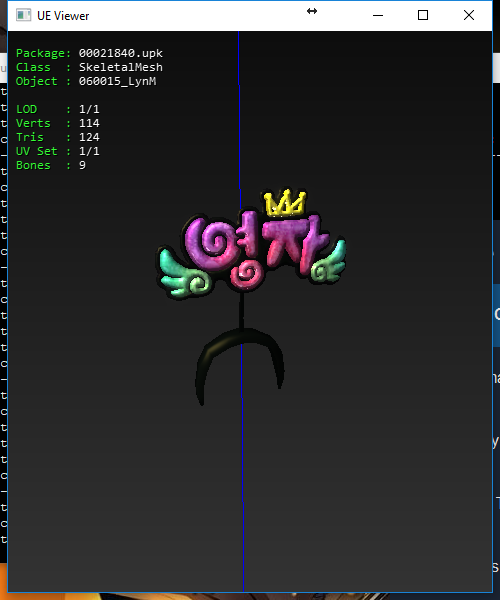 UE Viewer
Package: 00021840.upk
Class : SkeletalMesh
Object : 060015_LynM
LOD : 1/1
Verts : 114
Tris : 124
UV Set : 1/1
Bones : 9
영자